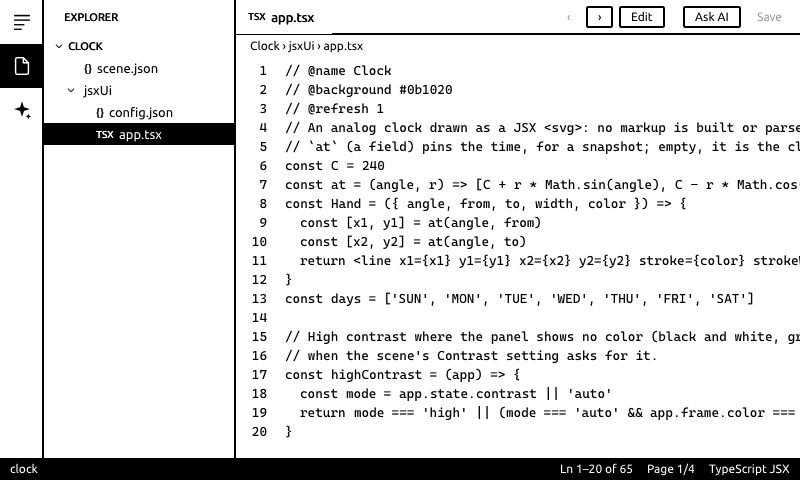 EXPLORER
CLOCK
{} scene.json
jsxUi
{} config.json
TSX app.tsx
TSX app.tsx
‹ › Edit Ask AI Save
Clock › jsxUi › app.tsx
1 // @name Clock
2 // @background #0b1020
3 // @refresh 1
4 // An analog clock drawn as a JSX <svg>: no markup is built or parse
5 // `at` (a field) pins the time, for a snapshot; empty, it is the cl
6 const C = 240
7 const at = (angle, r) => [C + r * Math.sin(angle), C − r * Math.cos(
8 const Hand = ({ angle, from, to, width, color }) => {
9 const [x1, y1] = at(angle, from)
10 const [x2, y2] = at(angle, to)
11 return <line x1={x1} y1={y1} x2={x2} y2={y2} stroke={color} strokeW
12 }
13 const days = ['SUN', 'MON', 'TUE', 'WED', 'THU', 'FRI', 'SAT']
14
15 // High contrast where the panel shows no color (black and white, gr
16 // when the scene's Contrast setting asks for it.
17 const highContrast = (app) => {
18 const mode = app.state.contrast || 'auto'
19 return mode === 'high' || (mode === 'auto' && app.frame.color ===
20 }
clock
Ln 1–20 of 65 Page 1/4 TypeScript JSX